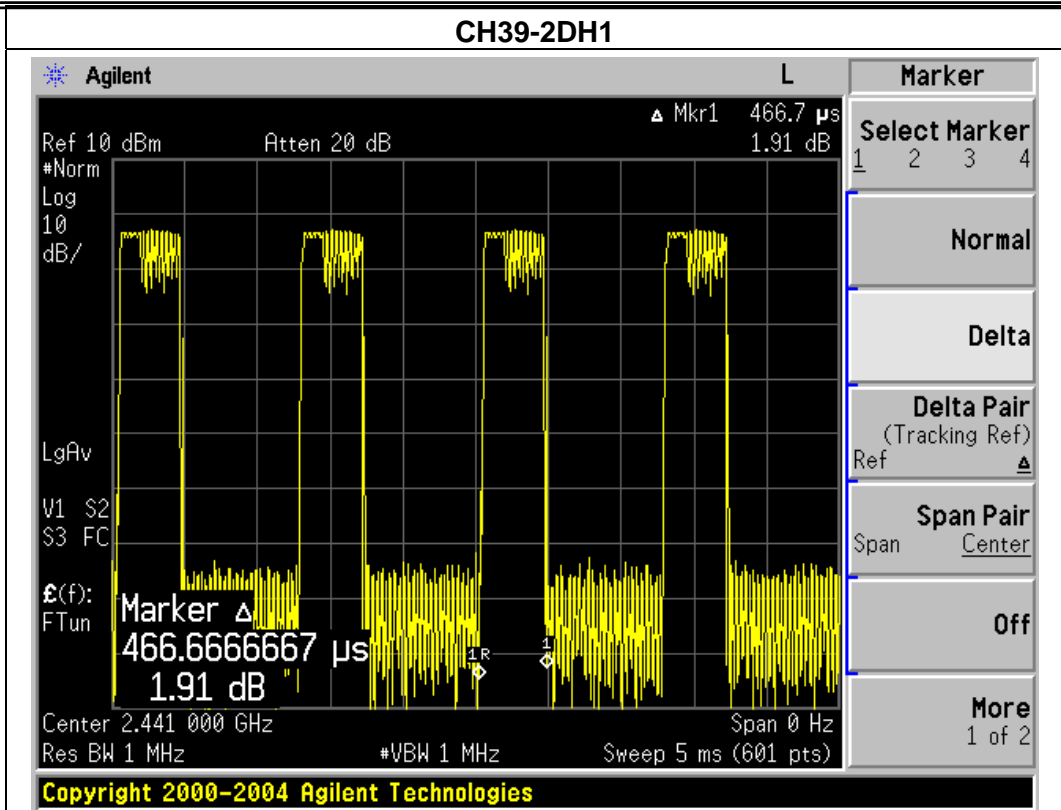 CH39-2DH1
Agilent L Marker
▵ Mkr1 466.7 µs
Ref 10 dBm Atten 20 dB 1.91 dB
#Norm
Log
10
dB/
LgAv
V1 S2
S3 FC
£(f):
FTun
Marker ▵
466.6666667 µs
1.91 dB
1R
1
Center 2.441 000 GHz Span 0 Hz
Res BW 1 MHz #VBW 1 MHz Sweep 5 ms (601 pts)
Select Marker
1 2 3 4
Normal
Delta
Delta Pair
(Tracking Ref)
Ref ▵
Span Pair
Span Center
Off
More
1 of 2
Copyright 2000-2004 Agilent Technologies